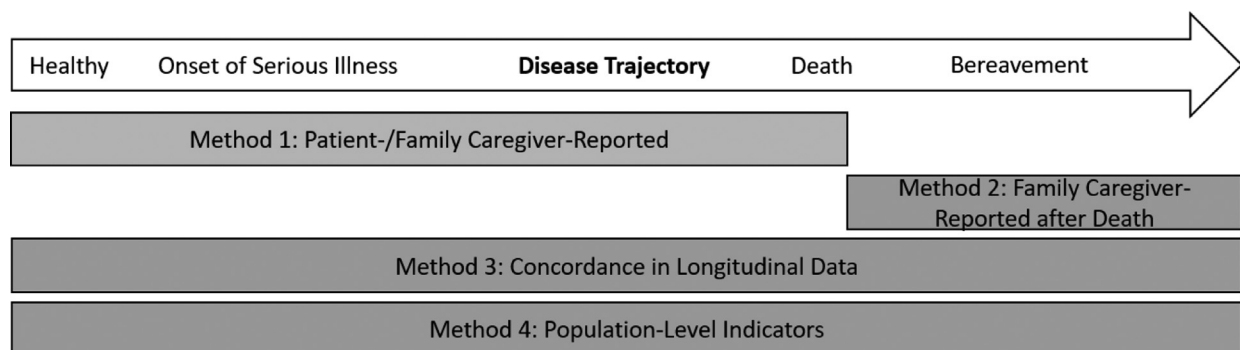 Healthy Onset of Serious Illness Disease Trajectory Death Bereavement
Method 1: Patient-/Family Caregiver-Reported
Method 2: Family Caregiver-
Reported after Death
Method 3: Concordance in Longitudinal Data
Method 4: Population-Level Indicators